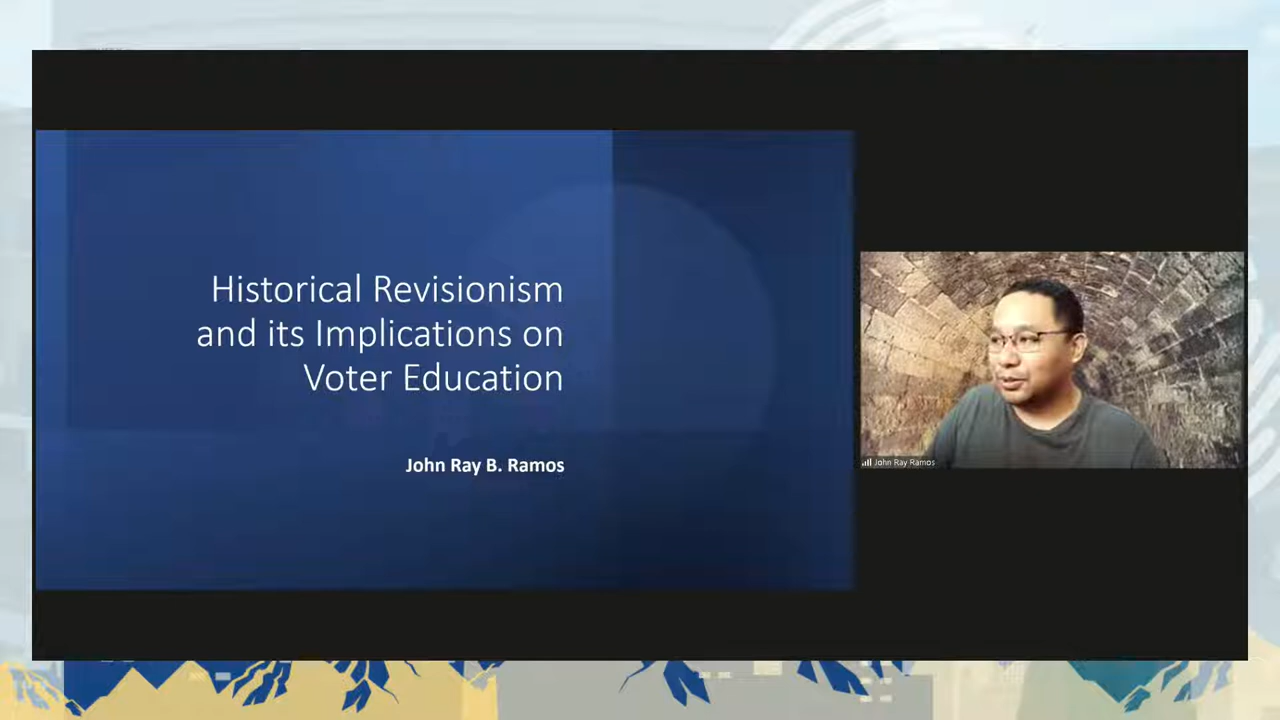 Historical Revisionism
and its Implications on
Voter Education
John Ray B. Ramos
John Ray Ramos